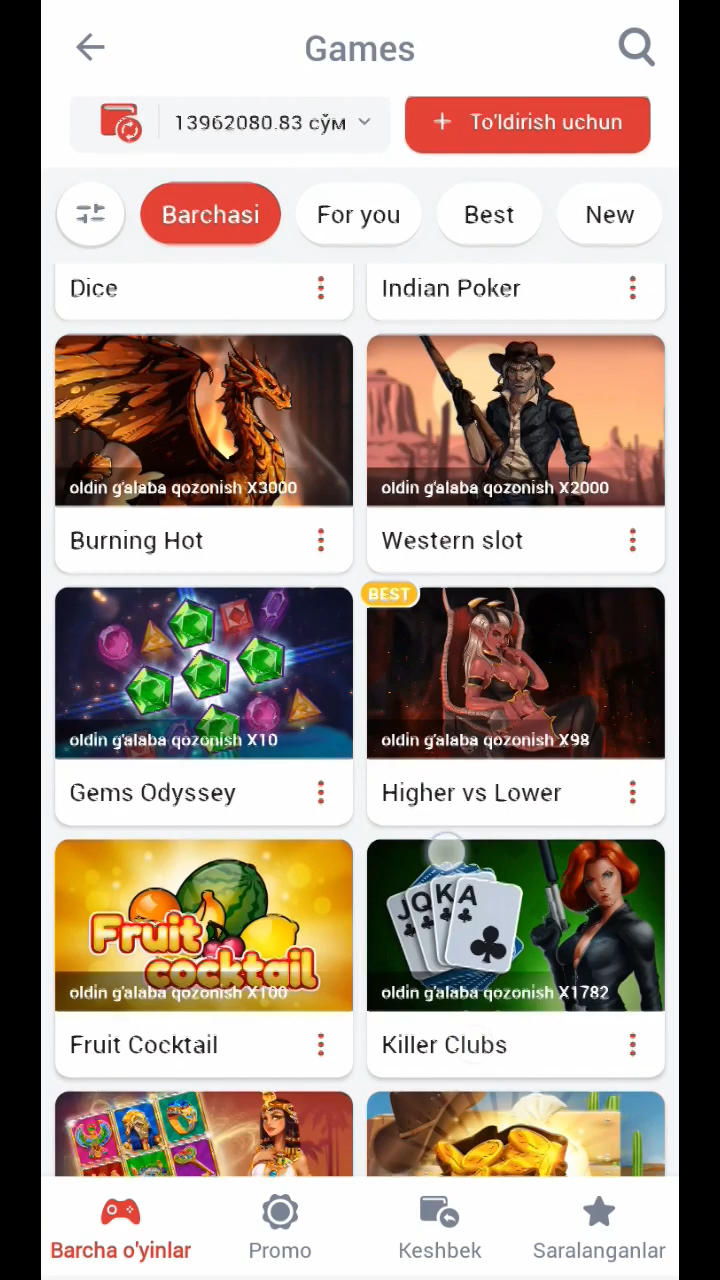 Games
13962080.83 сўм
+ To'ldirish uchun
Barchasi
For you
Best
New
Dice
Indian Poker
oldin g'alaba qozonish X3000
oldin g'alaba qozonish X2000
Burning Hot
Western slot
BEST
oldin g'alaba qozonish X10
oldin g'alaba qozonish X98
Gems Odyssey
Higher vs Lower
Fruit
cocktail
J Q K A
oldin g'alaba qozonish X100
oldin g'alaba qozonish X1782
Fruit Cocktail
Killer Clubs
Barcha o'yinlar
Promo
Keshbek
Saralanganlar